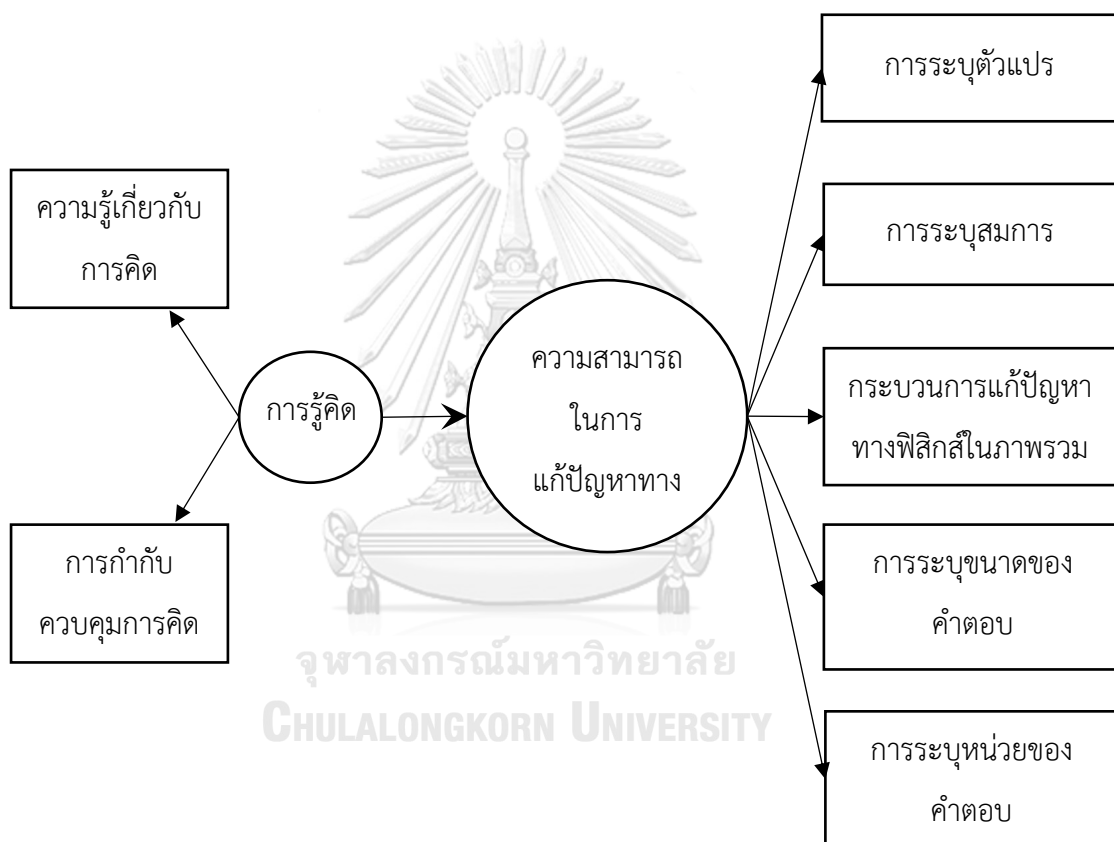 ความรู้เกี่ยวกับ
การคิด
การกำกับ
ควบคุมการคิด
การรู้คิด
ความสามารถ
ในการ
แก้ปัญหาทาง
การระบุตัวแปร
การระบุสมการ
กระบวนการแก้ปัญหา
ทางฟิสิกส์ในภาพรวม
การระบุขนาดของ
คำตอบ
การระบุหน่วยของ
คำตอบ
จุฬาลงกรณ์มหาวิทยาลัย
CHULALONGKORN UNIVERSITY